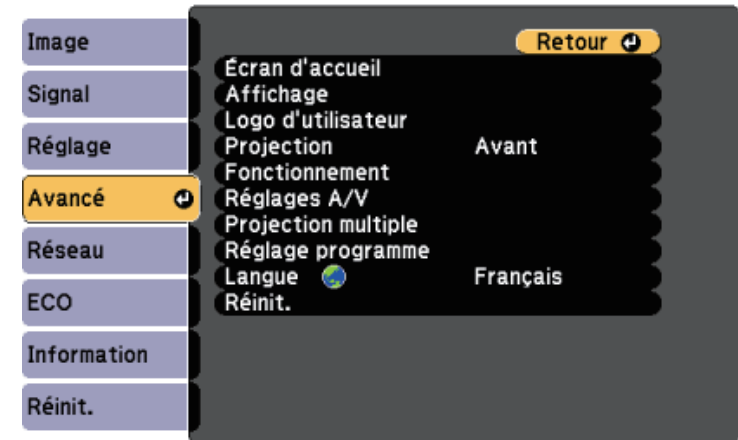 Image
Signal
Réglage
Avancé
Réseau
ECO
Information
Réinit.
Retour
Écran d'accueil
Affichage
Logo d'utilisateur
Projection Avant
Fonctionnement
Réglages A/V
Projection multiple
Réglage programme
Langue Français
Réinit.